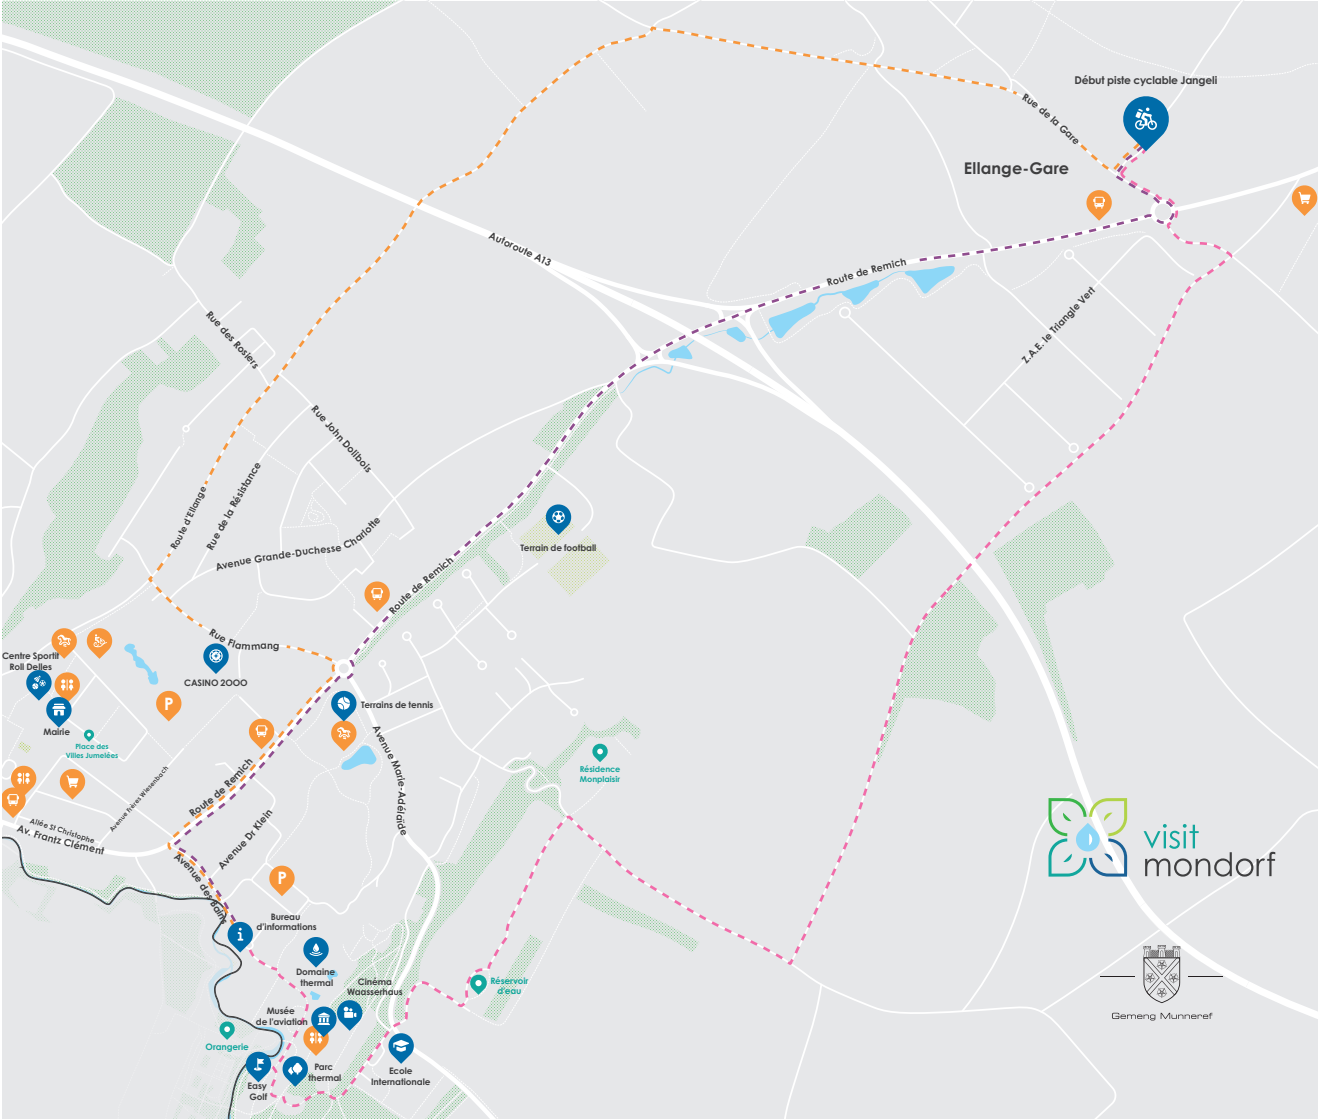 Début piste cyclable Jangeli
Rue de la Gare
Ellange-Gare
Autoroute A13
Route de Remich
Z.A.E. le Triangle Vert
Rue des Rosiers
Rue John Dolibois
Route d'Ellange
Rue de la Résistance
Avenue Grande-Duchesse Charlotte
Terrain de football
Route de Remich
Rue Flammang
Centre Sportif
Roll Delles
CASINO 2OOO
Mairie
Terrains de tennis
P
Place des
Villes Jumelées
Avenue Marie-Adélaïde
Résidence
Monplaisir
Avenue Frères Wiesenbach
Route de Remich
Allée St Christophe
Av. Frantz Clément
Avenue Dr Klein
Avenue des Bains
P
visit
mondorf
Bureau
d'informations
i
Domaine
thermal
Cinéma
Waasserhaus
Réservoir
d'eau
Musée
de l'aviation
Gemeng Munneref
Orangerie
Parc
thermal
Ecole
Internationale
Easy
Golf